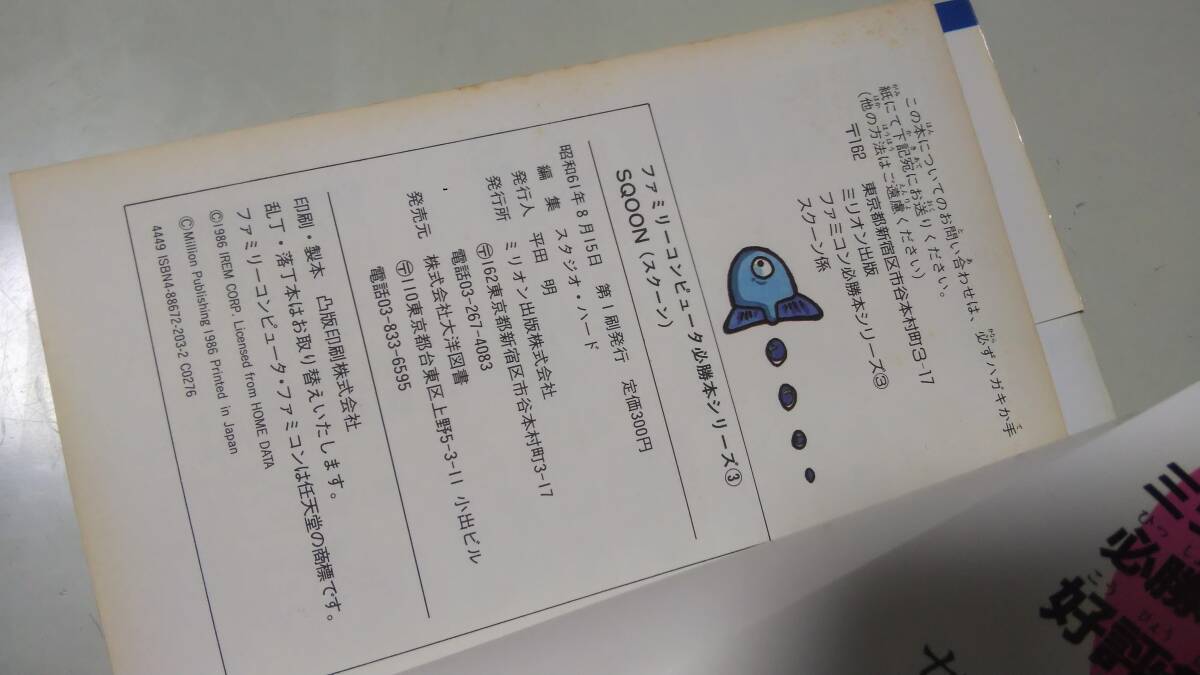 この本についてのお問い合わせは、必ずハガキか手
紙にて下記宛にお送りください。
(他の方法はご遠慮ください)
〒162 東京都新宿区市谷本村町3-17
ミリオン出版
ファミコン必勝本シリーズ③
スクーン係
ファミリーコンピュータ必勝本シリーズ③
SQOON(スクーン)
昭和61年8月15日 第1刷発行 定価300円
編集 スタジオ・ハード
発行人 平田 明
発行所 ミリオン出版株式会社
〒162東京都新宿区市谷本村町3-17
電話03-267-4083
発売元 株式会社大洋図書
〒110東京都台東区上野5-3-11 小出ビル
電話03-833-6595
印刷・製本 凸版印刷株式会社
乱丁・落丁本はお取り替えいたします。
ファミリーコンピュータ・ファミコンは任天堂の商標です。
©1986 IREM CORP. Licensed from HOME DATA
©Million Publishing 1986 Printed in Japan
4449 ISBN4-88672-203-2 C0276
必勝
好評